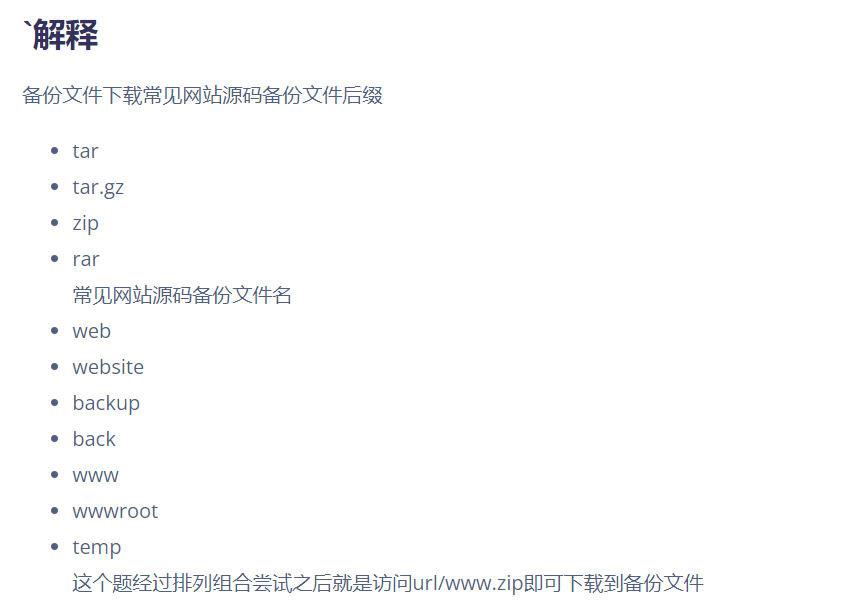 `解释
备份文件下载常见网站源码备份文件后缀
tar
tar.gz
zip
rar
常见网站源码备份文件名
web
website
backup
back
www
wwwroot
temp
这个题经过排列组合尝试之后就是访问url/www.zip即可下载到备份文件